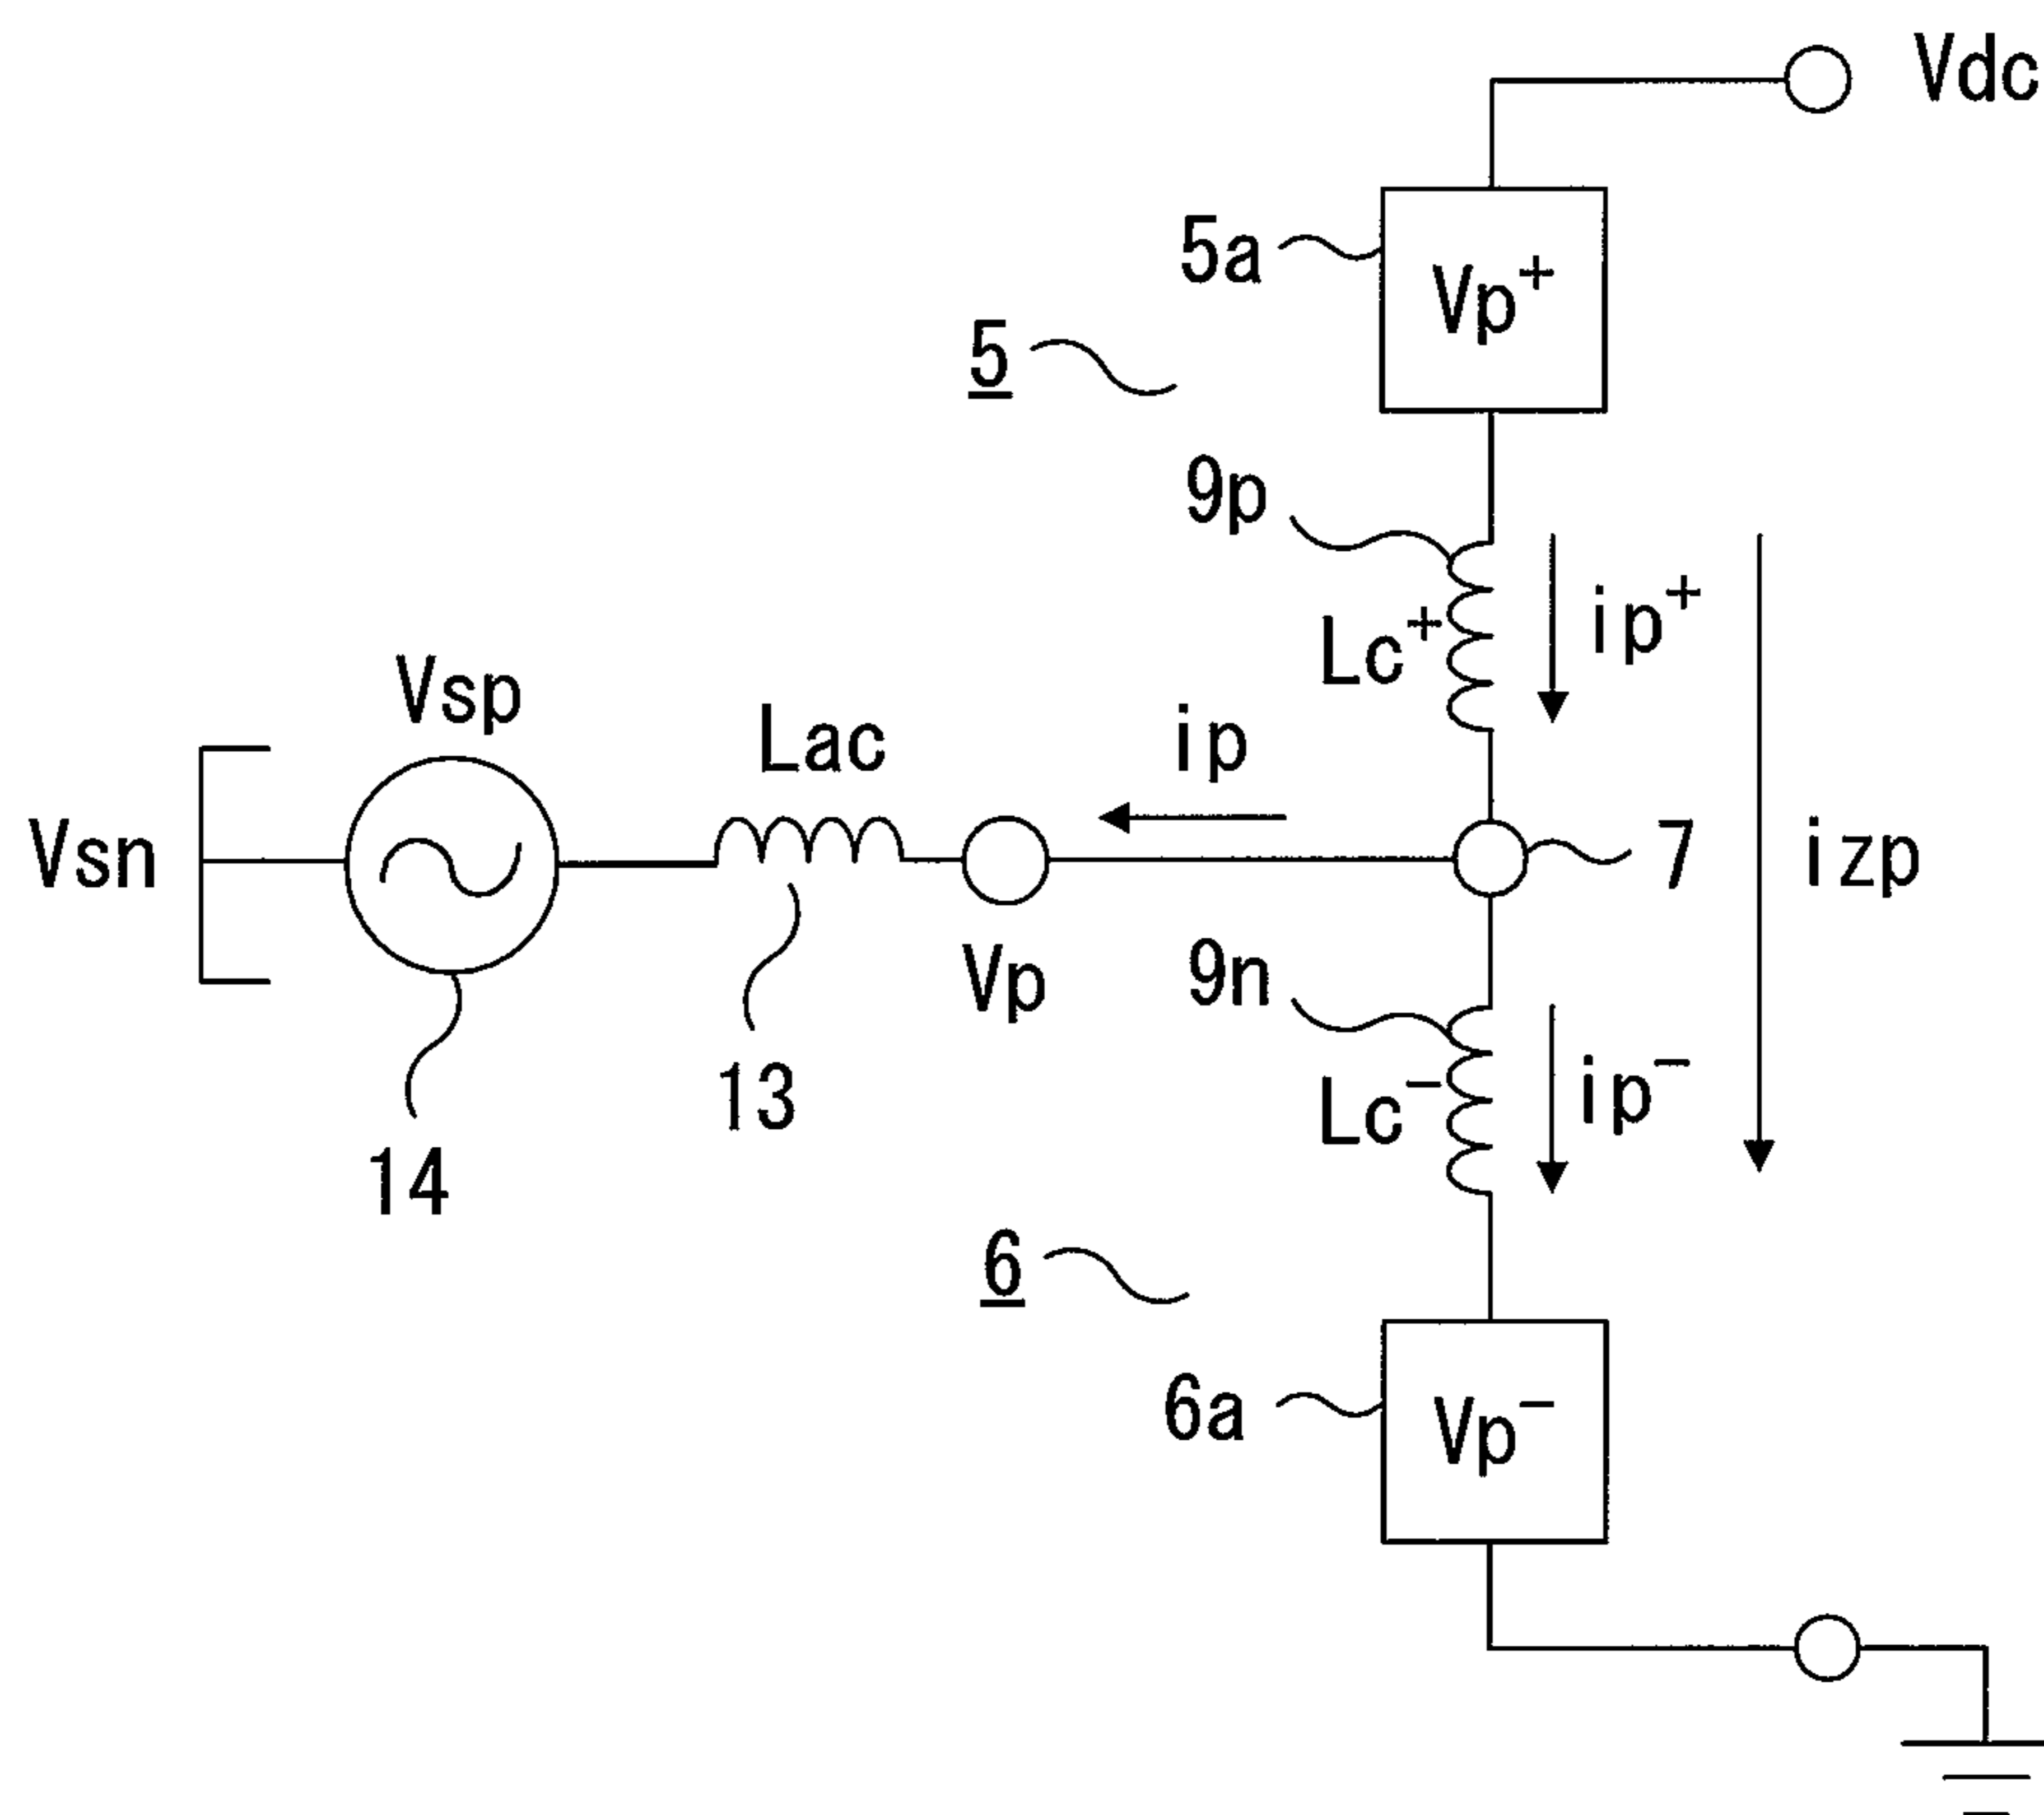 Vdc
5a
Vp+
5
9p
Lc+
ip+
Vsp
Lac
ip
Vsn
7
izp
Vp
9n
Lc−
ip−
13
14
6
6a
Vp−